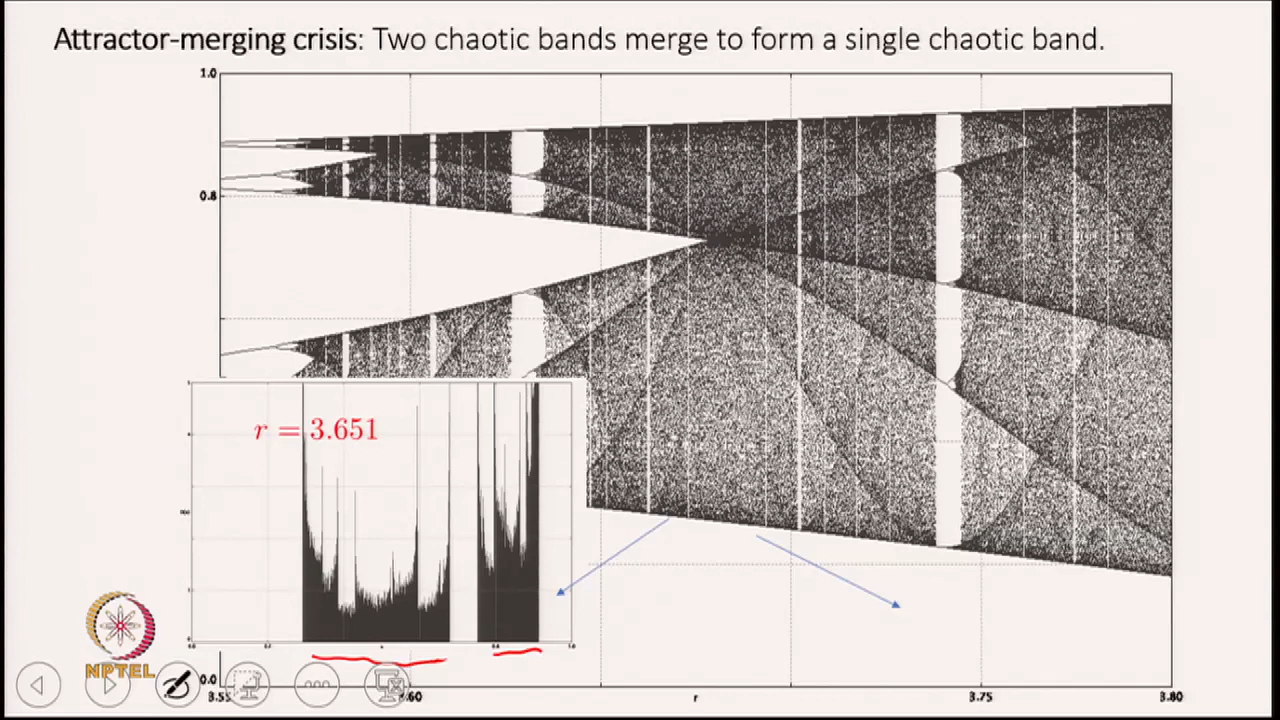 Attractor-merging crisis: Two chaotic bands merge to form a single chaotic band.
1.0
0.8
r = 3.651
NPTEL
0.0
3.60
r
3.75
3.80